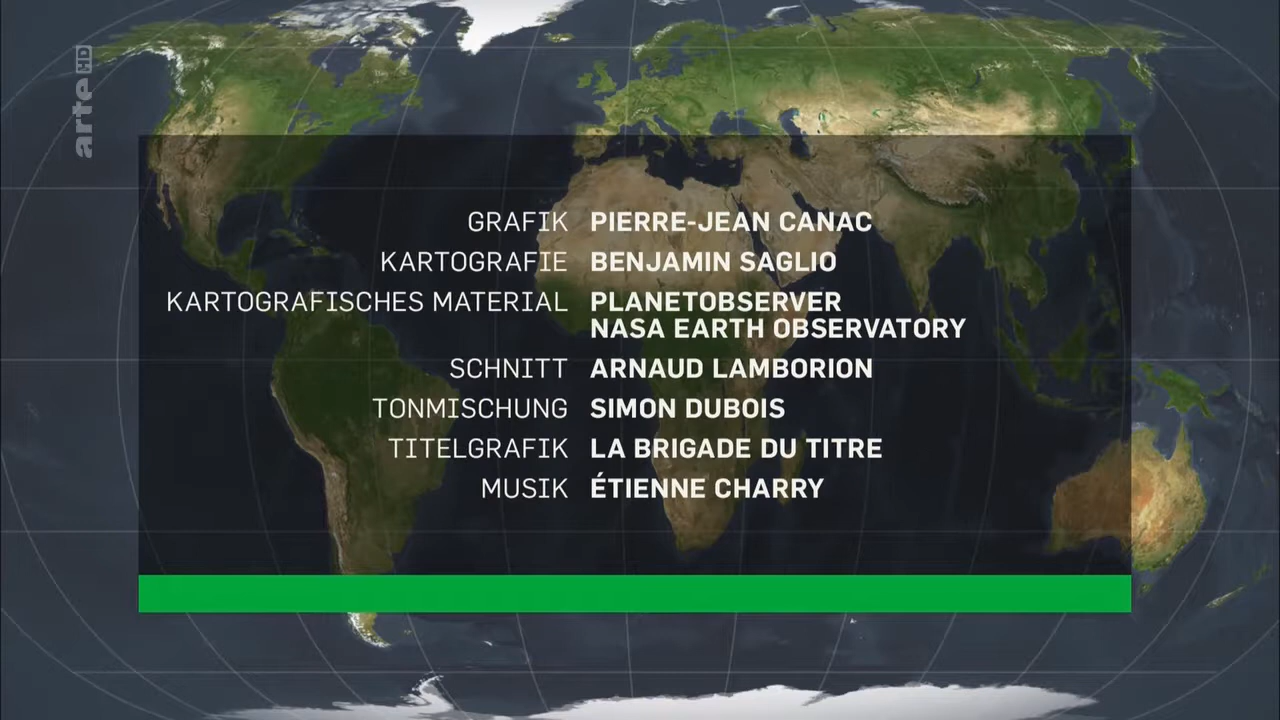 arte HD
GRAFIK PIERRE-JEAN CANAC
KARTOGRAFIE BENJAMIN SAGLIO
KARTOGRAFISCHES MATERIAL PLANETOBSERVER
NASA EARTH OBSERVATORY
SCHNITT ARNAUD LAMBORION
TONMISCHUNG SIMON DUBOIS
TITELGRAFIK LA BRIGADE DU TITRE
MUSIK ÉTIENNE CHARRY